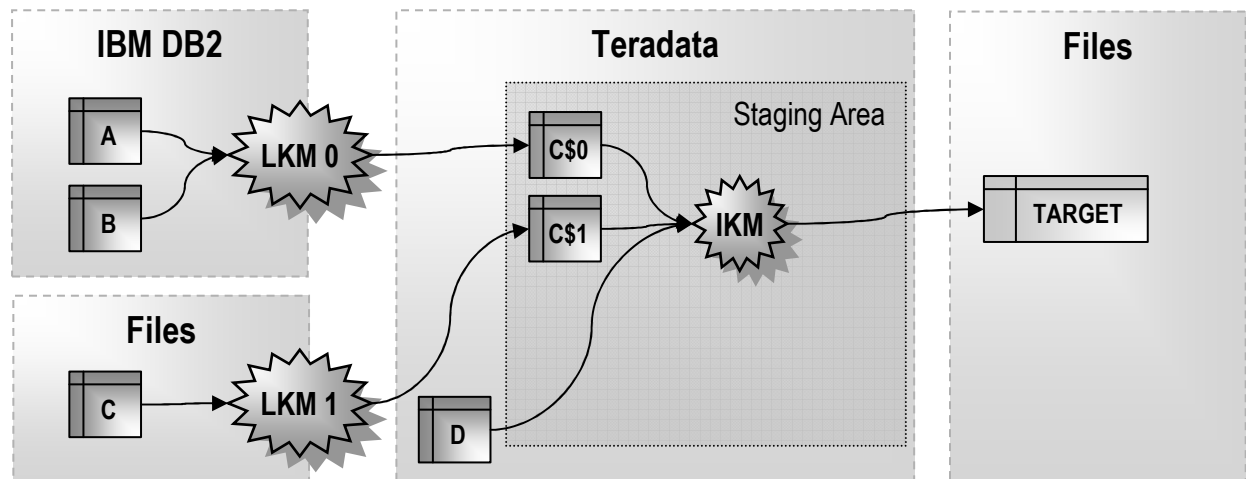 IBM DB2
A
B
LKM 0
Files
C
LKM 1
Teradata
Staging Area
C$0
C$1
IKM
D
Files
TARGET